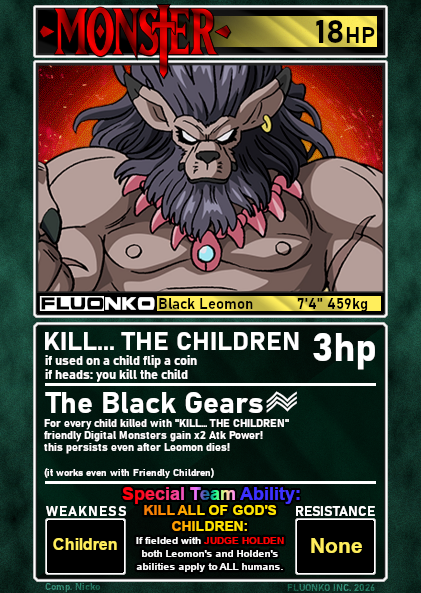 MONSTER
18HP
FLUONKO Black Leomon 7'4" 459kg
KILL... THE CHILDREN 3hp
if used on a child flip a coin
if heads: you kill the child
The Black Gears
For every child killed with "KILL... THE CHILDREN"
friendly Digital Monsters gain x2 Atk Power!
this persists even after Leomon dies!
(it works even with Friendly Children)
Special Team Ability:
WEAKNESS
Children
KILL ALL OF GOD'S
CHILDREN:
If fielded with JUDGE HOLDEN
both Leomon's and Holden's
abilities apply to ALL humans.
RESISTANCE
None
Comp. Nicko
FLUONKO INC. 2026